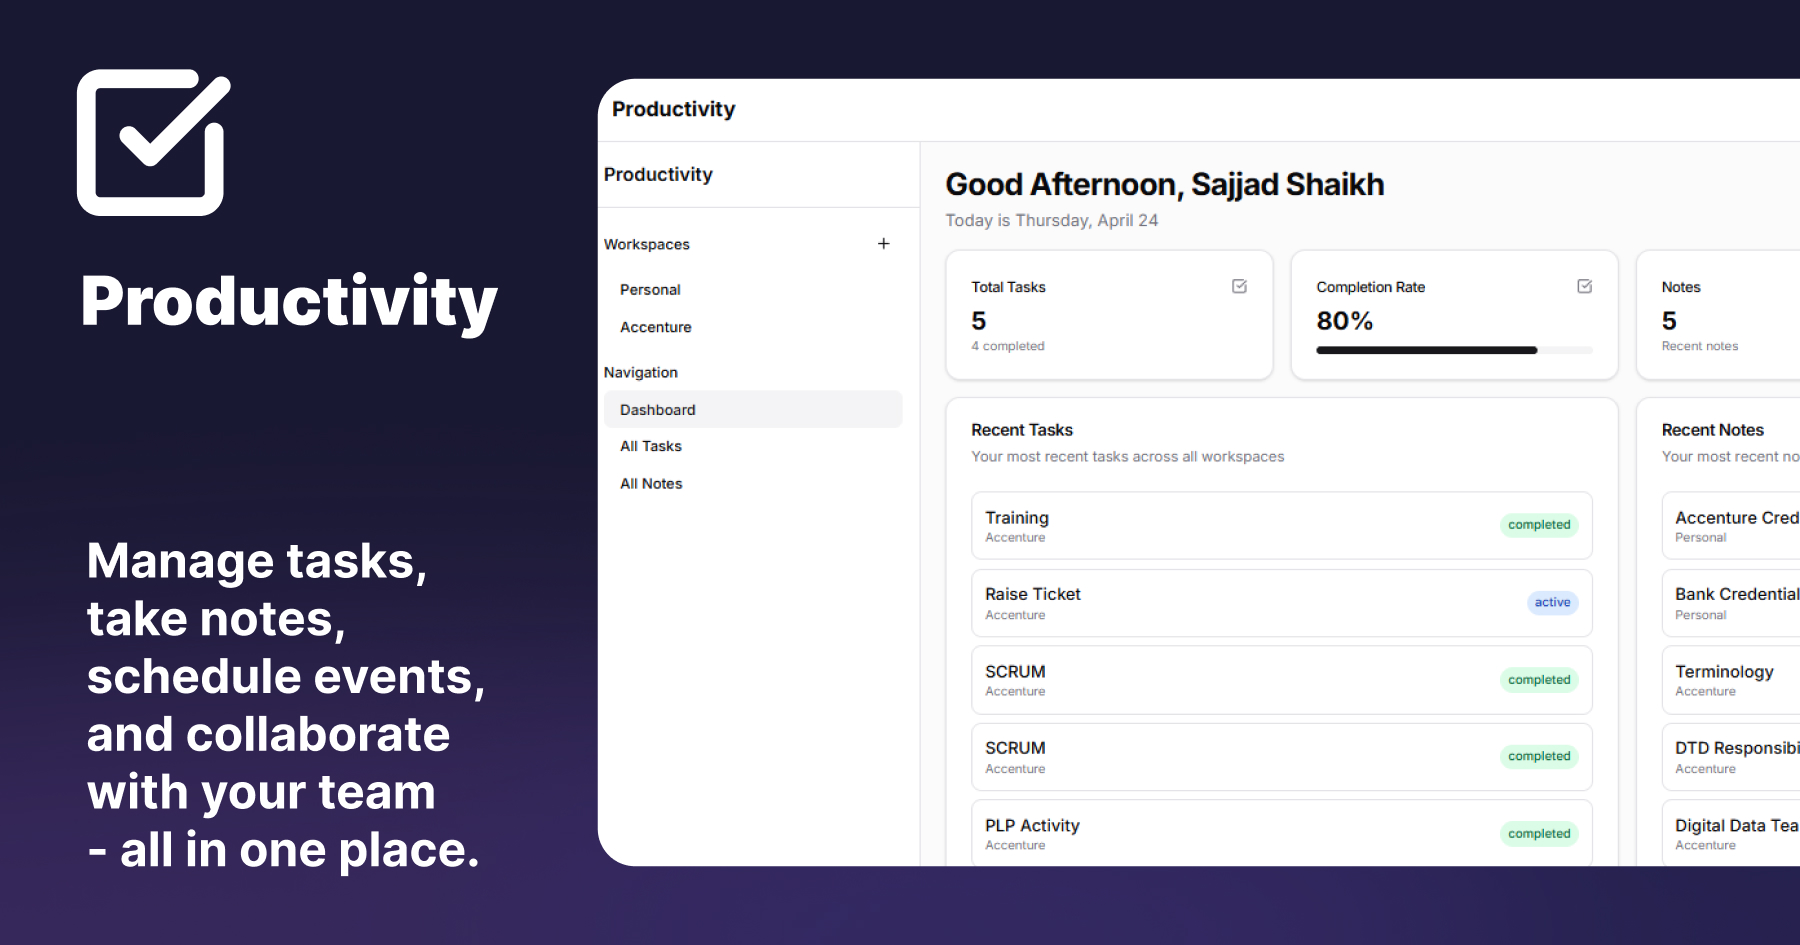 Productivity
Manage tasks,
take notes,
schedule events,
and collaborate
with your team
- all in one place.
Productivity
Productivity
Workspaces +
Personal
Accenture
Navigation
Dashboard
All Tasks
All Notes
Good Afternoon, Sajjad Shaikh
Today is Thursday, April 24
Total Tasks
5
4 completed
Completion Rate
80%
Notes
5
Recent notes
Recent Tasks
Your most recent tasks across all workspaces
Training
Accenture
completed
Raise Ticket
Accenture
active
SCRUM
Accenture
completed
SCRUM
Accenture
completed
PLP Activity
Accenture
completed
Recent Notes
Your most recent no
Accenture Cred
Personal
Bank Credential
Personal
Terminology
Accenture
DTD Responsibi
Accenture
Digital Data Tea
Accenture